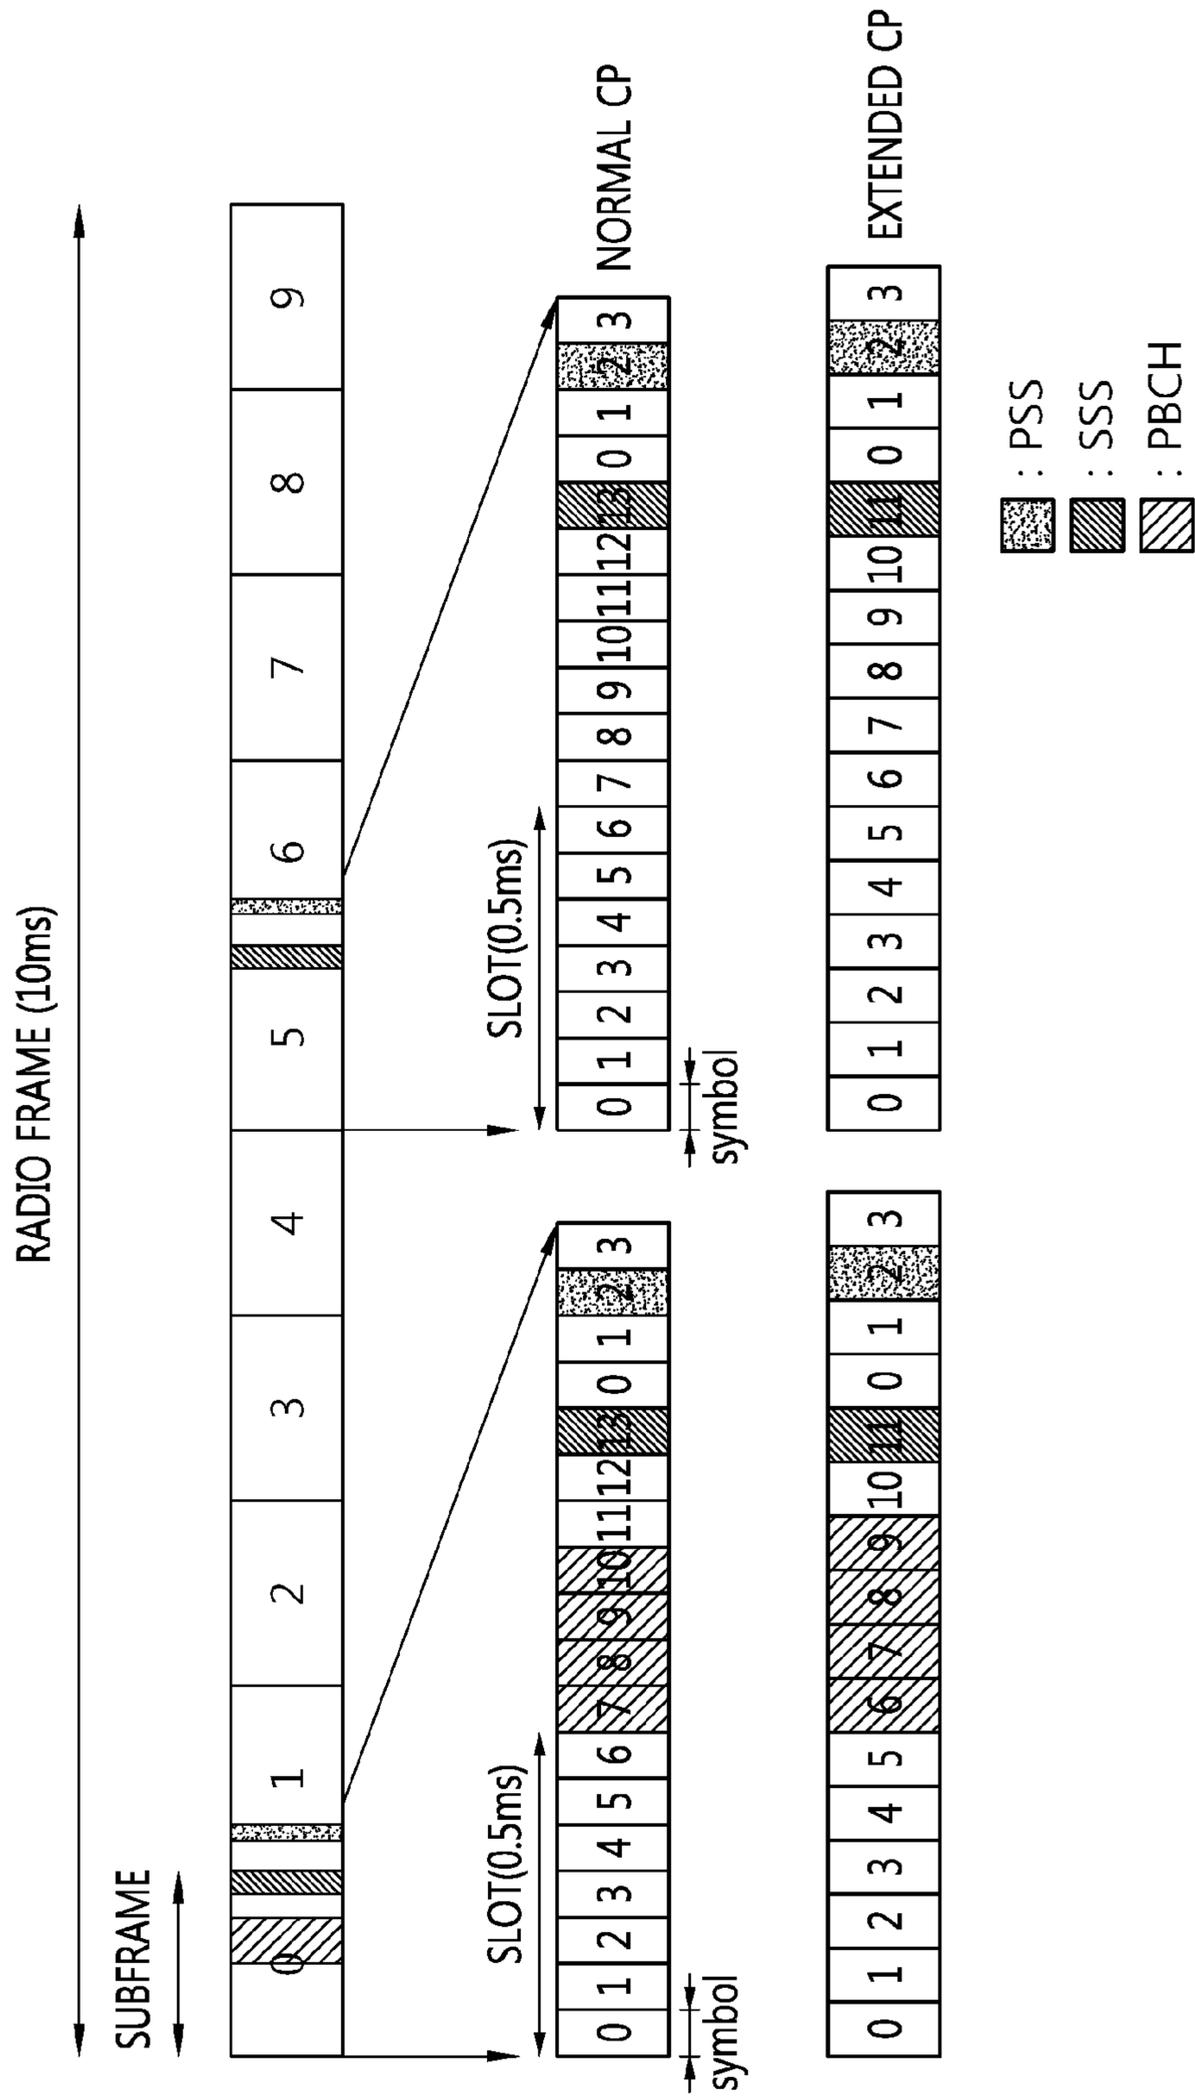 RADIO FRAME (10ms)
SUBFRAME
0 1 2 3 4 5 6 7 8 9
SLOT(0.5ms) SLOT(0.5ms)
0 1 2 3 4 5 6 7 8 9 10 11 12 13 0 1 2 3 0 1 2 3 4 5 6 7 8 9 10 11 12 13 0 1 2 3 NORMAL CP
symbol symbol
0 1 2 3 4 5 6 7 8 9 10 11 0 1 2 3 0 1 2 3 4 5 6 7 8 9 10 11 0 1 2 3 EXTENDED CP
: PSS
: SSS
: PBCH